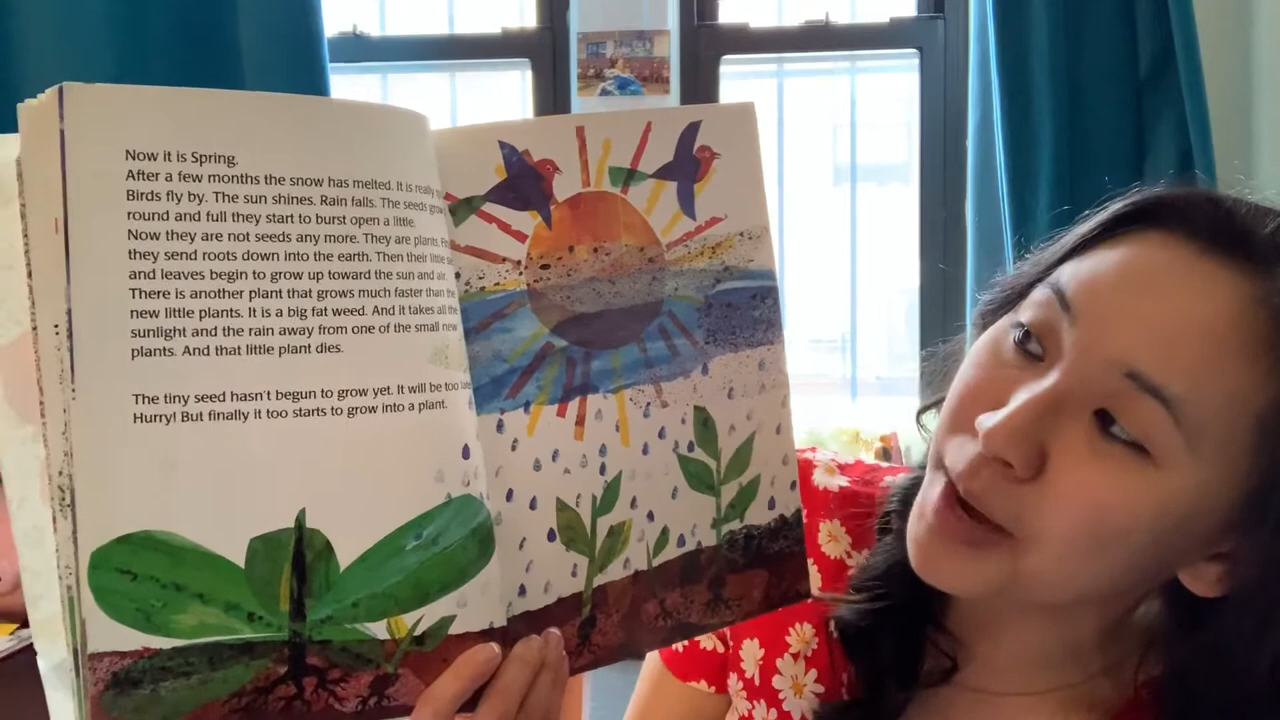 Now it is Spring.
After a few months the snow has melted. It is really
Birds fly by. The sun shines. Rain falls. The seeds grow
round and full they start to burst open a little.
Now they are not seeds any more. They are plants.
they send roots down into the earth. Then their little
and leaves begin to grow up toward the sun and air.
There is another plant that grows much faster than the
new little plants. It is a big fat weed. And it takes all the
sunlight and the rain away from one of the small new
plants. And that little plant dies.
The tiny seed hasn't begun to grow yet. It will be too late
Hurry! But finally it too starts to grow into a plant.